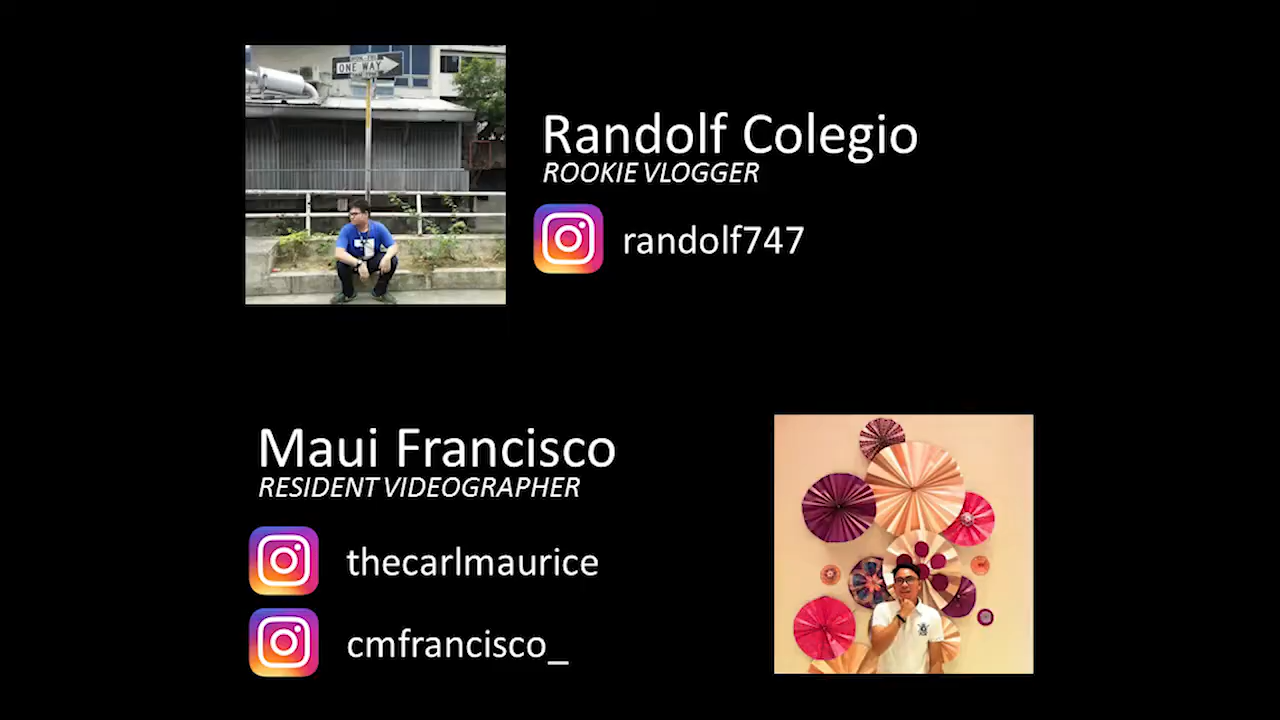 ONE WAY
Randolf Colegio
ROOKIE VLOGGER
randolf747
Maui Francisco
RESIDENT VIDEOGRAPHER
thecarlmaurice
cmfrancisco_